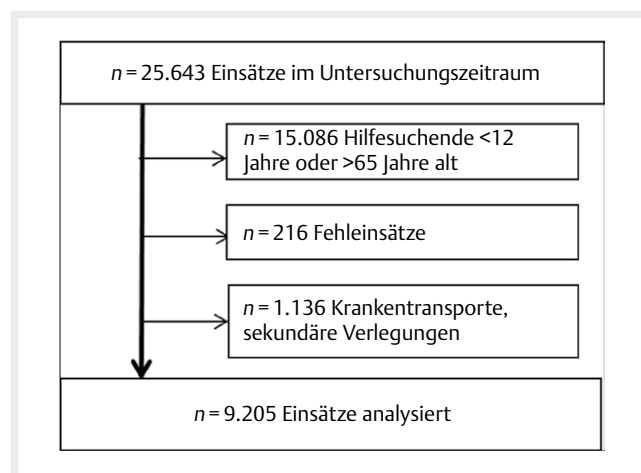 n = 25.643 Einsätze im Untersuchungszeitraum
n = 15.086 Hilfesuchende <12
Jahre oder >65 Jahre alt
n = 216 Fehleinsätze
n = 1.136 Krankentransporte,
sekundäre Verlegungen
n = 9.205 Einsätze analysiert